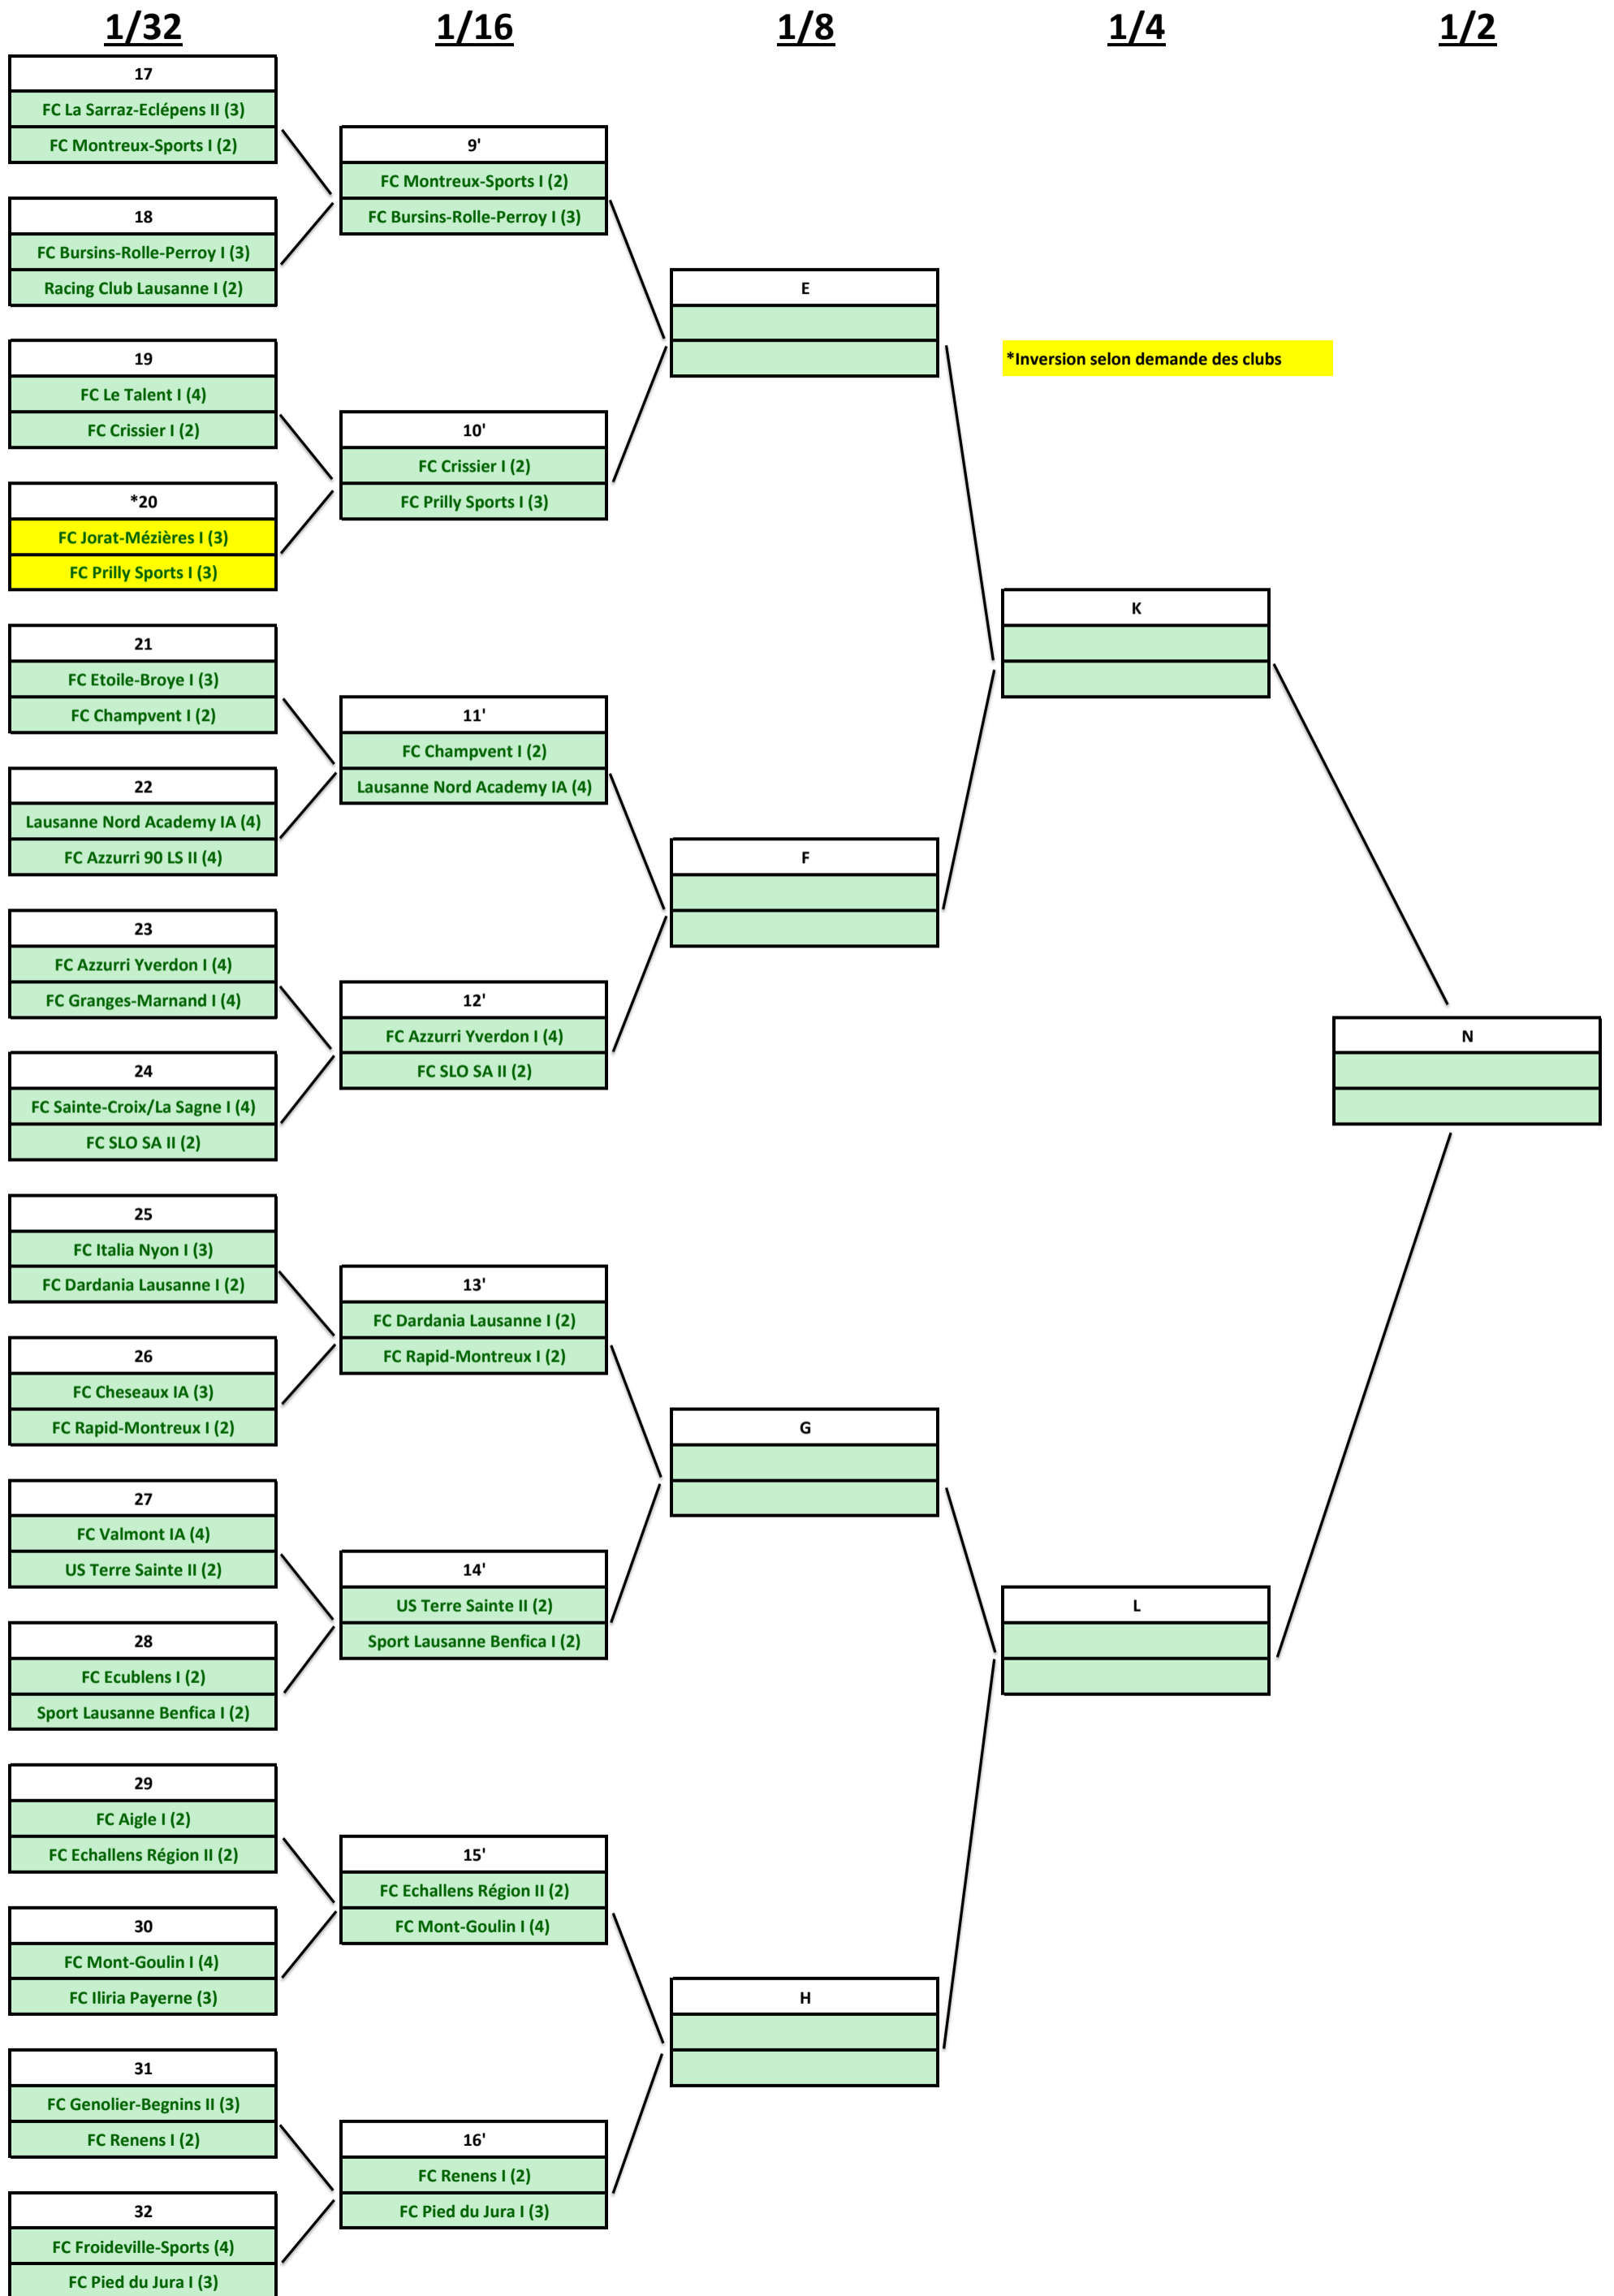 1/32
1/16
1/8
1/4
1/2
17
FC La Sarraz-Eclépens II (3)
FC Montreux-Sports I (2)
18
FC Bursins-Rolle-Perroy I (3)
Racing Club Lausanne I (2)
19
FC Le Talent I (4)
FC Crissier I (2)
*20
FC Jorat-Mézières I (3)
FC Prilly Sports I (3)
21
FC Etoile-Broye I (3)
FC Champvent I (2)
22
Lausanne Nord Academy IA (4)
FC Azzurri 90 LS II (4)
23
FC Azzurri Yverdon I (4)
FC Granges-Marnand I (4)
24
FC Sainte-Croix/La Sagne I (4)
FC SLO SA II (2)
25
FC Italia Nyon I (3)
FC Dardania Lausanne I (2)
26
FC Cheseaux IA (3)
FC Rapid-Montreux I (2)
27
FC Valmont IA (4)
US Terre Sainte II (2)
28
FC Ecublens I (2)
Sport Lausanne Benfica I (2)
29
FC Aigle I (2)
FC Echallens Région II (2)
30
FC Mont-Goulin I (4)
FC Iliria Payerne (3)
31
FC Genolier-Begnins II (3)
FC Renens I (2)
32
FC Froideville-Sports (4)
FC Pied du Jura I (3)
9'
FC Montreux-Sports I (2)
FC Bursins-Rolle-Perroy I (3)
10'
FC Crissier I (2)
FC Prilly Sports I (3)
11'
FC Champvent I (2)
Lausanne Nord Academy IA (4)
12'
FC Azzurri Yverdon I (4)
FC SLO SA II (2)
13'
FC Dardania Lausanne I (2)
FC Rapid-Montreux I (2)
14'
US Terre Sainte II (2)
Sport Lausanne Benfica I (2)
15'
FC Echallens Région II (2)
FC Mont-Goulin I (4)
16'
FC Renens I (2)
FC Pied du Jura I (3)
E
F
G
H
*Inversion selon demande des clubs
K
L
N